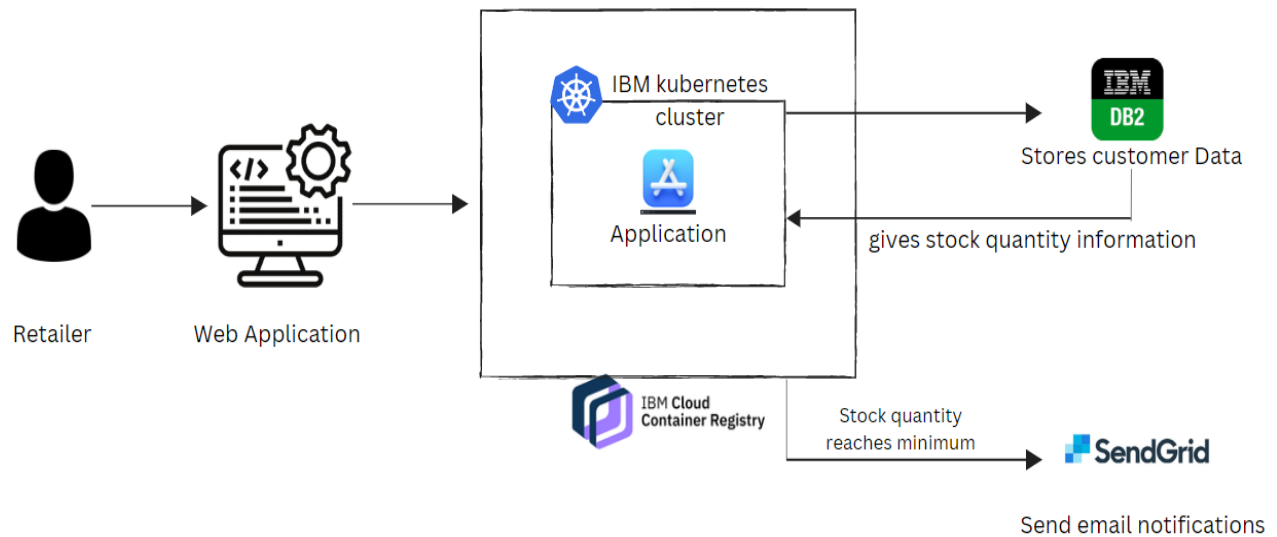 IBM kubernetes
cluster
Application
IBM
DB2
Stores customer Data
gives stock quantity information
</>
Retailer
Web Application
IBM Cloud
Container Registry
Stock quantity
reaches minimum
SendGrid
Send email notifications